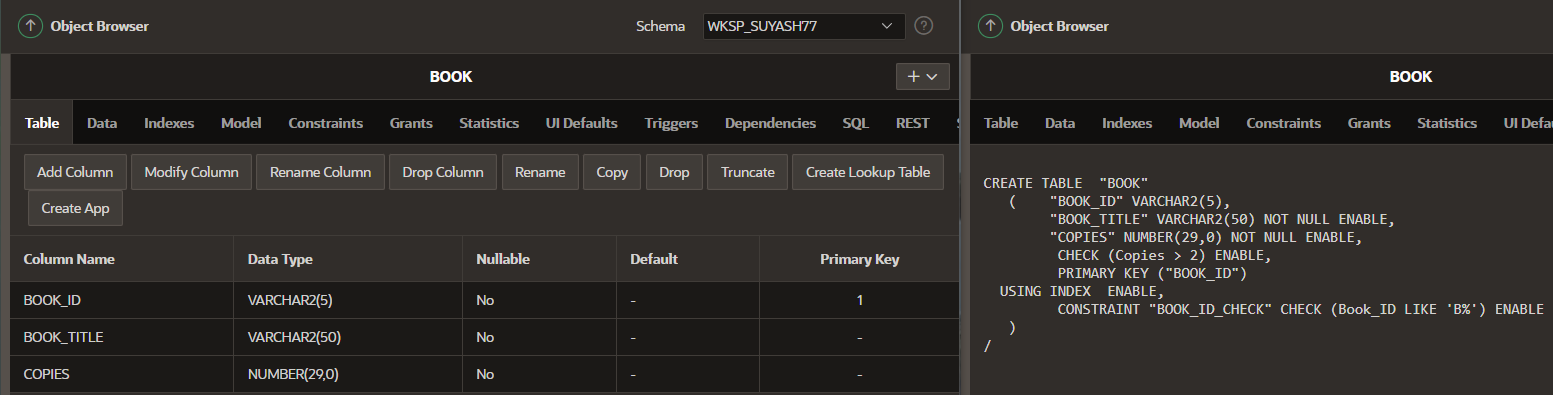 Object Browser
Schema WKSP_SUYASH77 ?
BOOK
Table Data Indexes Model Constraints Grants Statistics UI Defaults Triggers Dependencies SQL REST
Add Column Modify Column Rename Column Drop Column Rename Copy Drop Truncate Create Lookup Table
Create App
Column Name Data Type Nullable Default Primary Key
BOOK_ID VARCHAR2(5) No - 1
BOOK_TITLE VARCHAR2(50) No - -
COPIES NUMBER(29,0) No - -
Object Browser
BOOK
Table Data Indexes Model Constraints Grants Statistics UI Defau
CREATE TABLE "BOOK"
( "BOOK_ID" VARCHAR2(5),
"BOOK_TITLE" VARCHAR2(50) NOT NULL ENABLE,
"COPIES" NUMBER(29,0) NOT NULL ENABLE,
CHECK (Copies > 2) ENABLE,
PRIMARY KEY ("BOOK_ID")
USING INDEX ENABLE,
CONSTRAINT "BOOK_ID_CHECK" CHECK (Book_ID LIKE 'B%') ENABLE
)
/